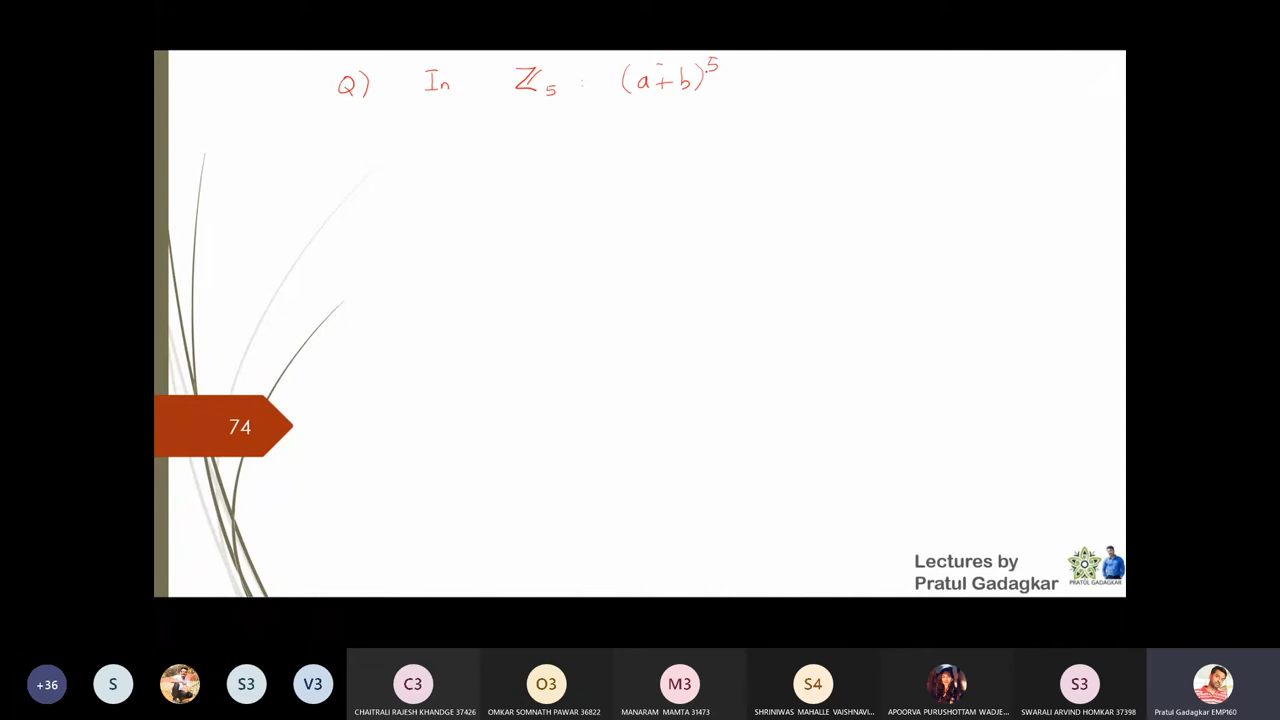 Q) In ℤ₅ : (a+b)⁵
74
Lectures by
Pratul Gadagkar
PRATUL GADAGKAR
+36
S
S3
V3
C3
O3
M3
S4
S3
CHAITRALI RAJESH KHANDGE 37426
OMKAR SOMNATH PAWAR 36822
MANARAM MAMTA 31473
SHRINIWAS MAHALLE VAISHNAVI...
APOORVA PURUSHOTTAM WADJE...
SWARALI ARVIND HOMKAR 37398
Pratul Gadagkar EMP160